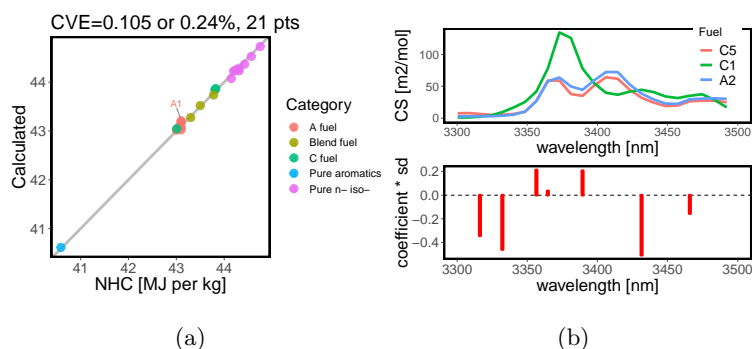 CVE=0.105 or 0.24%, 21 pts
Calculated
44
43
42
41
A1
41
42
43
44
NHC [MJ per kg]
Category
A fuel
Blend fuel
C fuel
Pure aromatics
Pure n− iso−
(a)
CS [m2/mol]
100
50
0
Fuel
C5
C1
A2
3300
3350
3400
3450
3500
wavelength [nm]
coefficient * sd
0.2
0.0
−0.2
−0.4
3300
3350
3400
3450
3500
wavelength [nm]
(b)